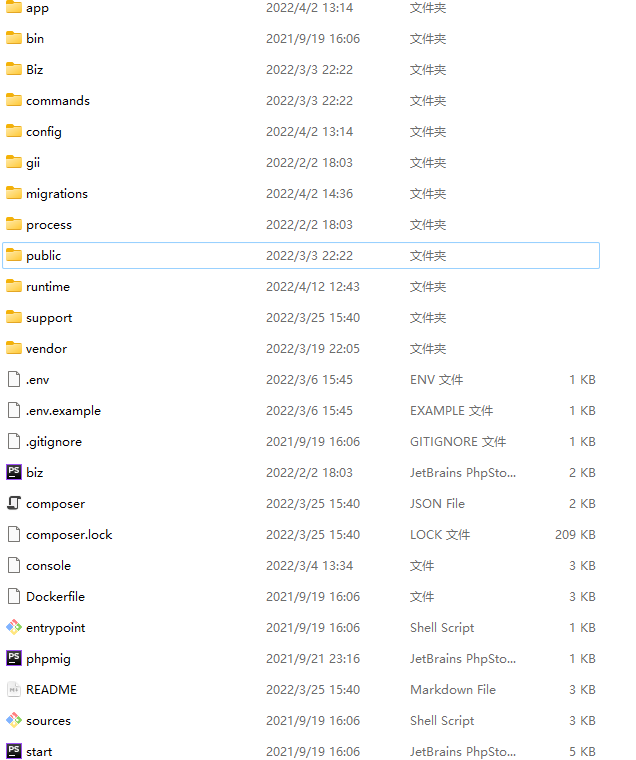 app 2022/4/2 13:14 文件夹
bin 2021/9/19 16:06 文件夹
Biz 2022/3/3 22:22 文件夹
commands 2022/3/3 22:22 文件夹
config 2022/4/2 13:14 文件夹
gii 2022/2/2 18:03 文件夹
migrations 2022/4/2 14:36 文件夹
process 2022/2/2 18:03 文件夹
public 2022/3/3 22:22 文件夹
runtime 2022/4/12 12:43 文件夹
support 2022/3/25 15:40 文件夹
vendor 2022/3/19 22:05 文件夹
.env 2022/3/6 15:45 ENV 文件 1 KB
.env.example 2022/3/6 15:45 EXAMPLE 文件 1 KB
.gitignore 2021/9/19 16:06 GITIGNORE 文件 1 KB
PS biz 2022/2/2 18:03 JetBrains PhpSto... 2 KB
composer 2022/3/25 15:40 JSON File 2 KB
composer.lock 2022/3/25 15:40 LOCK 文件 209 KB
console 2022/3/4 13:34 文件 3 KB
Dockerfile 2021/9/19 16:06 文件 3 KB
entrypoint 2021/9/19 16:06 Shell Script 1 KB
PS phpmig 2021/9/21 23:16 JetBrains PhpSto... 1 KB
README 2022/3/25 15:40 Markdown File 3 KB
sources 2021/9/19 16:06 Shell Script 3 KB
PS start 2021/9/19 16:06 JetBrains PhpSto... 5 KB